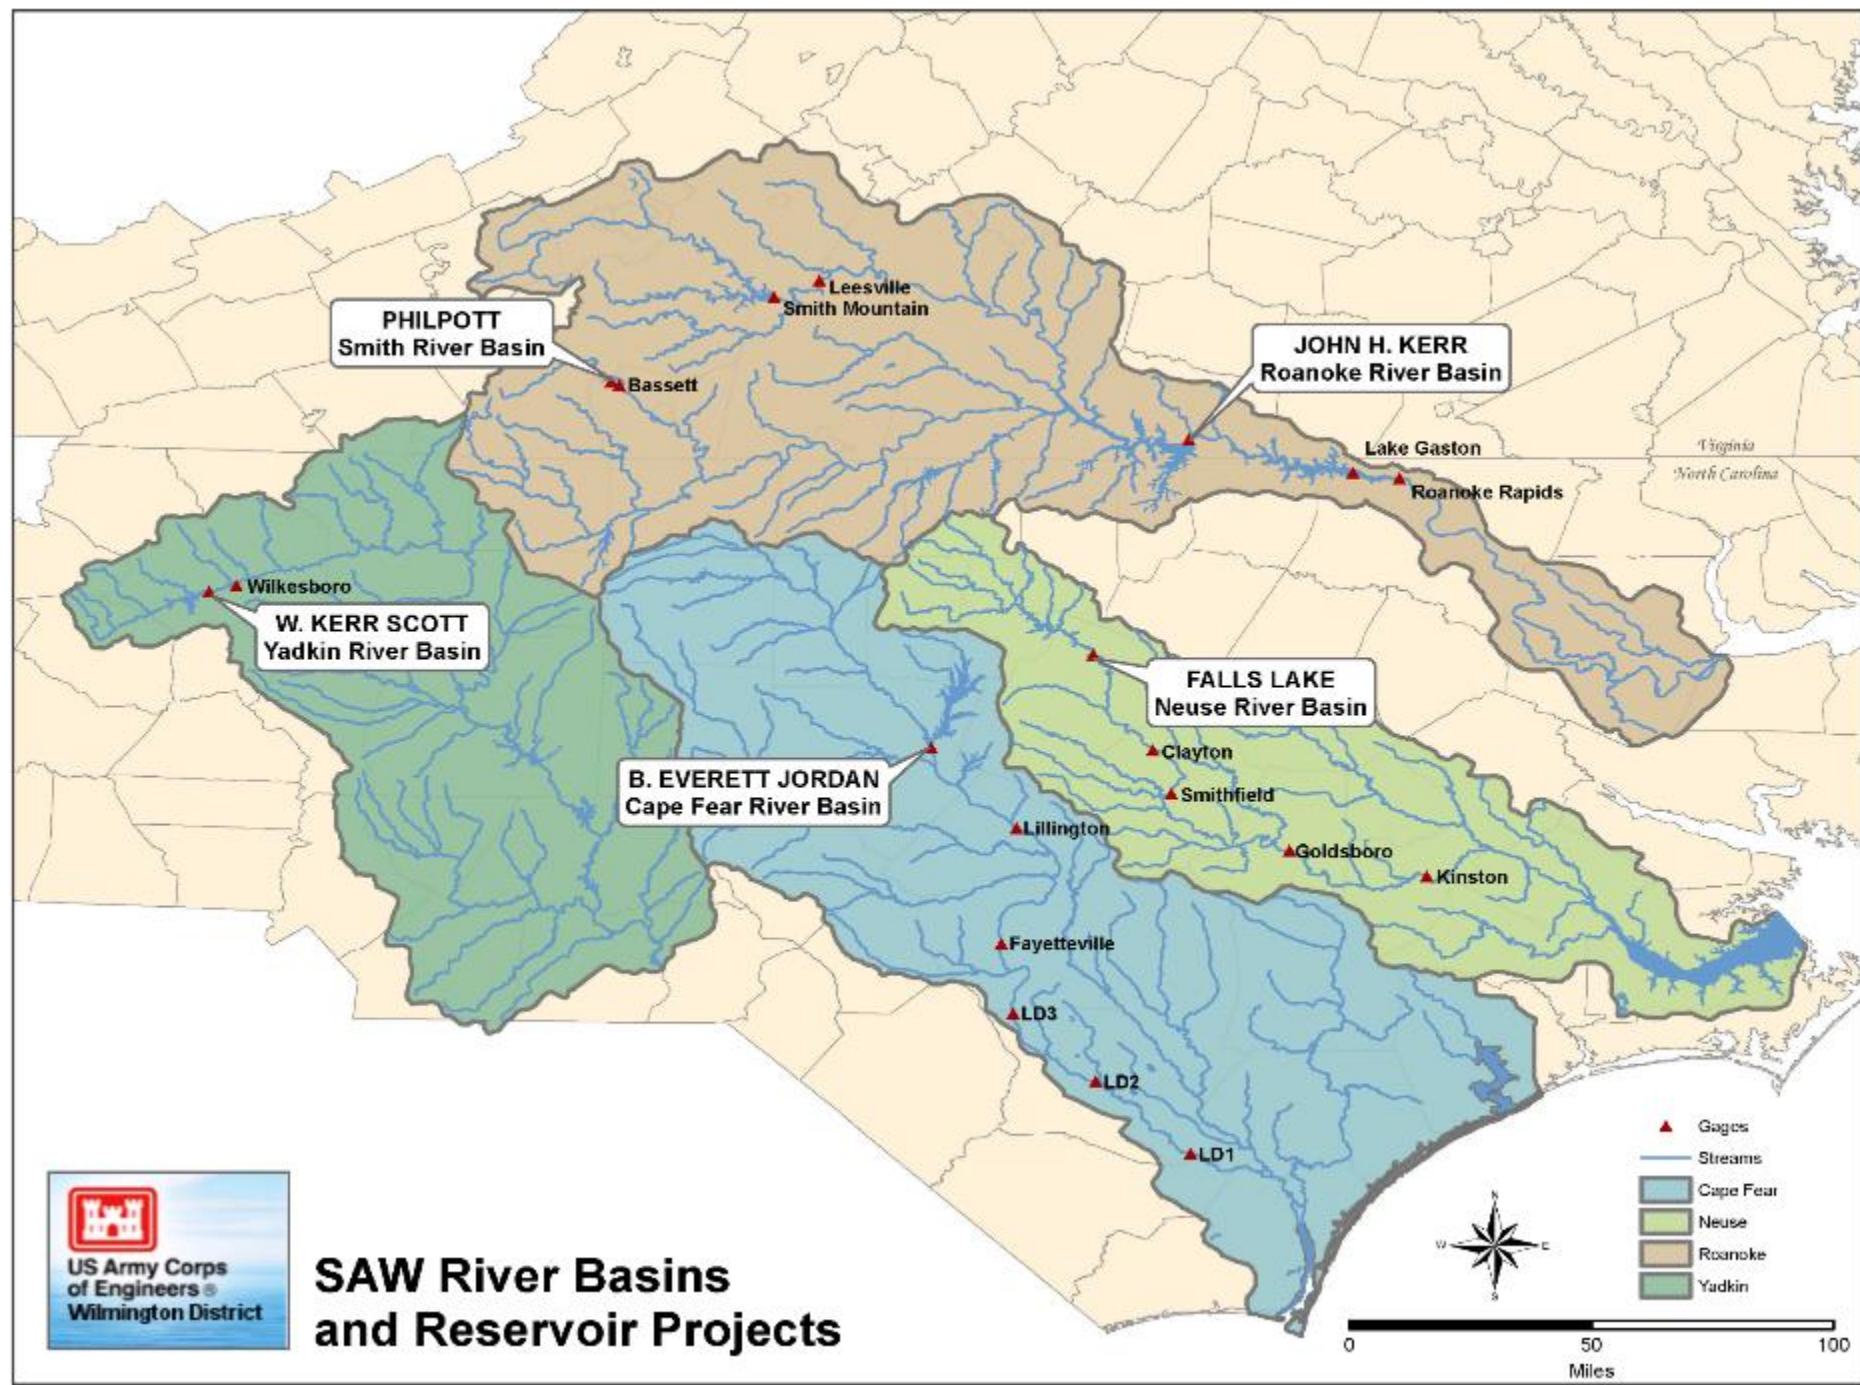 Leesville
Smith Mountain
PHILPOTT
Smith River Basin
Bassett
JOHN H. KERR
Roanoke River Basin
Lake Gaston
Roanoke Rapids
Virginia
North Carolina
Wilkesboro
W. KERR SCOTT
Yadkin River Basin
FALLS LAKE
Neuse River Basin
B. EVERETT JORDAN
Cape Fear River Basin
Clayton
Smithfield
Lillington
Goldsboro
Kinston
Fayetteville
LD3
LD2
LD1
Gages
Streams
Cape Fear
Neuse
Roanoke
Yadkin
N
W E
S
0 50 100
Miles
US Army Corps
of Engineers®
Wilmington District
SAW River Basins
and Reservoir Projects